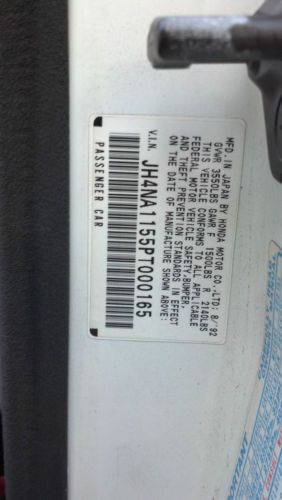 MFD. IN JAPAN BY HONDA MOTOR CO., LTD: 8/'92
GVWR 3550LBS GAWR F 1500LBS R 2140LBS
THIS VEHICLE CONFORMS TO ALL APPLICABLE
FEDERAL MOTOR VEHICLE SAFETY, BUMPER,
AND THEFT PREVENTION STANDARDS IN EFFECT
ON THE DATE OF MANUFACTURE SHOWN ABOVE:
V.I.N. JH4NA1155PT000165
PASSENGER CAR